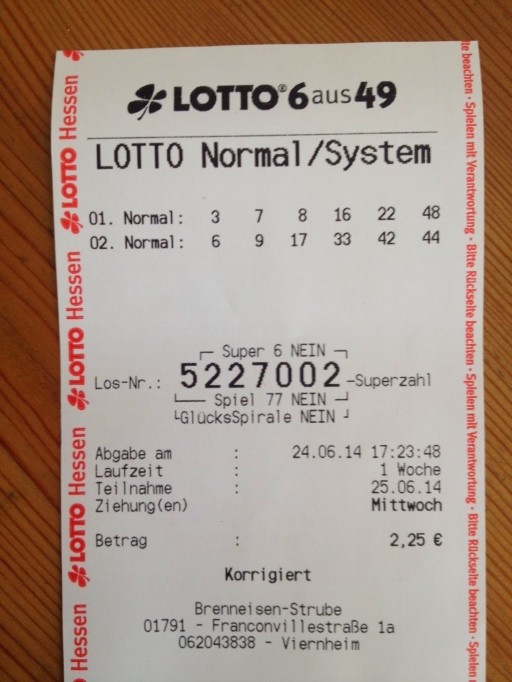 LOTTO® 6aus49
LOTTO Normal/System
01. Normal: 3 7 8 16 22 48
02. Normal: 6 9 17 33 42 44
Super 6 NEIN
Los-Nr.: 5227002-Superzahl
Spiel 77 NEIN
GlücksSpirale NEIN
Abgabe am : 24.06.14 17:23:48
Laufzeit : 1 Woche
Teilnahme : 25.06.14
Ziehung(en) Mittwoch
Betrag : 2,25 €
Korrigiert
Brenneisen-Strube
01791 - Franconvillestraße 1a
062043838 - Viernheim
Hessen
LOTTO Hessen
LOTTO Hessen
LOTTO Hessen
Hessen
te beachten · Spielen mit Verantwortung · Bitte Rückseite beachten · Spielen mit Verantwortung · Bitte Rückseite beachten · Spielen